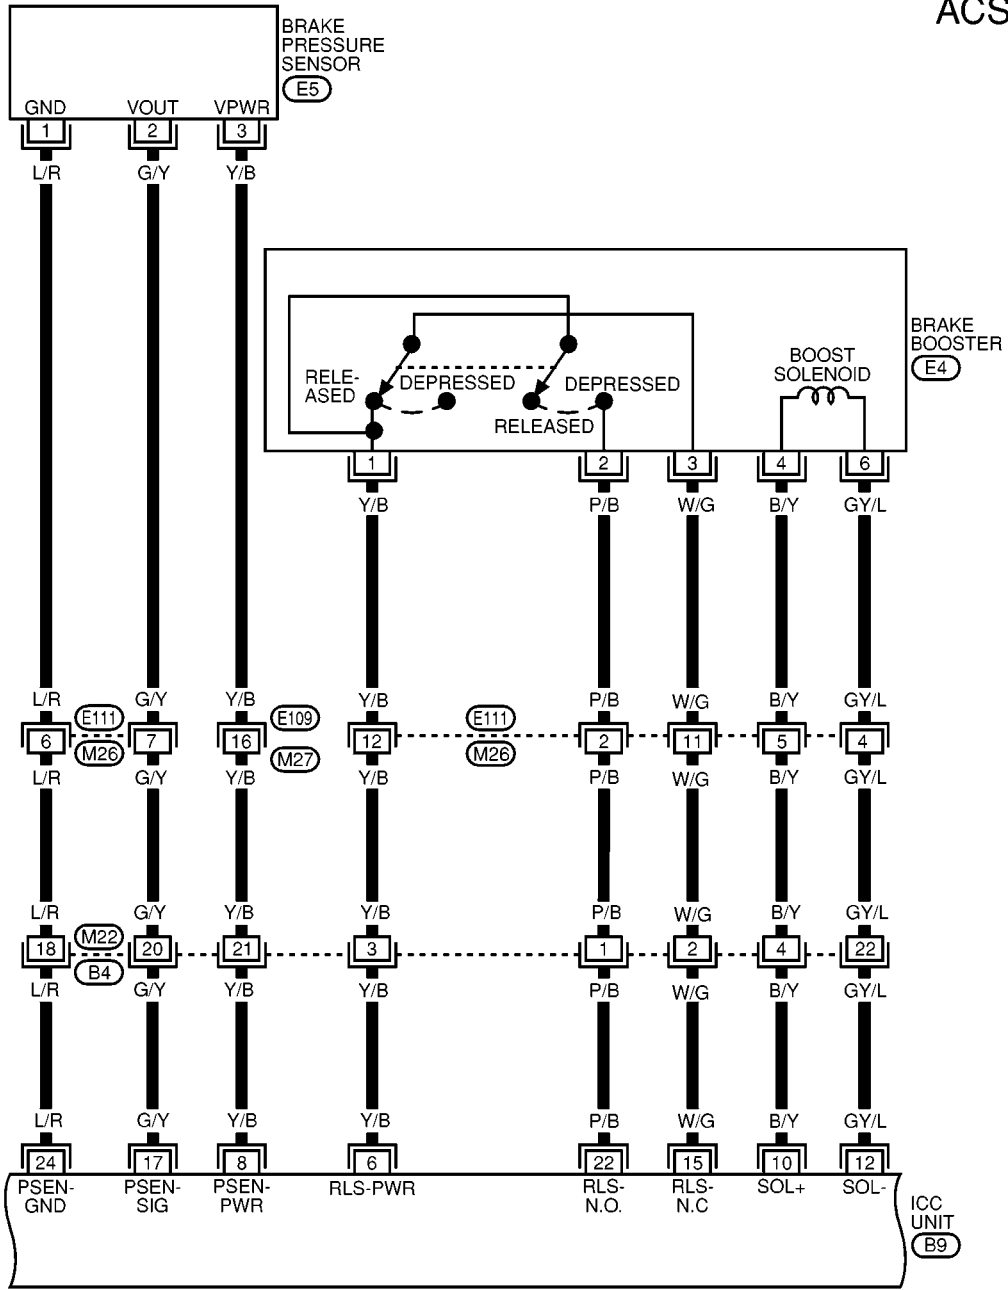 ACS
BRAKE
PRESSURE
SENSOR
E5
GND VOUT VPWR
1 2 3
L/R G/Y Y/B
BRAKE
BOOSTER
E4
BOOST
SOLENOID
RELE-
ASED
DEPRESSED
DEPRESSED
RELEASED
1 2 3 4 6
Y/B P/B W/G B/Y GY/L
L/R G/Y Y/B Y/B P/B W/G B/Y GY/L
E111 E109 E111
6 7 16 12 2 11 5 4
M26 M27 M26
L/R G/Y Y/B Y/B P/B W/G B/Y GY/L
L/R G/Y Y/B Y/B P/B W/G B/Y GY/L
M22
18 20 21 3 1 2 4 22
B4
L/R G/Y Y/B Y/B P/B W/G B/Y GY/L
L/R G/Y Y/B Y/B P/B W/G B/Y GY/L
24 17 8 6 22 15 10 12
PSEN-
GND
PSEN-
SIG
PSEN-
PWR
RLS-PWR
RLS-
N.O.
RLS-
N.C
SOL+
SOL-
ICC
UNIT
B9